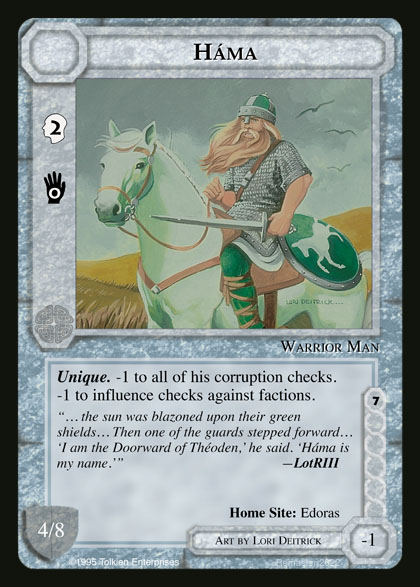 Háma
2
LORI DEITRICK....
Warrior Man
Unique. -1 to all of his corruption checks.
-1 to influence checks against factions.
“… the sun was blazoned upon their green
shields… Then one of the guards stepped forward…
‘I am the Doorward of Théoden,’ he said. ‘Háma is
my name.’” —LotRIII
7
Home Site: Edoras
4/8
Art by Lori Deitrick
-1
©1995 Tolkien Enterprises